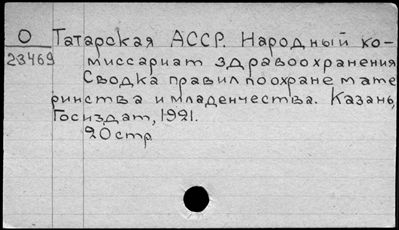 О Татарская АССР. Народный ко-
23469 миссариат здравоохранения
Сводка правил по охране мате
ринства и младенчества. Казань,
Госиздат, 1921.
20 стр